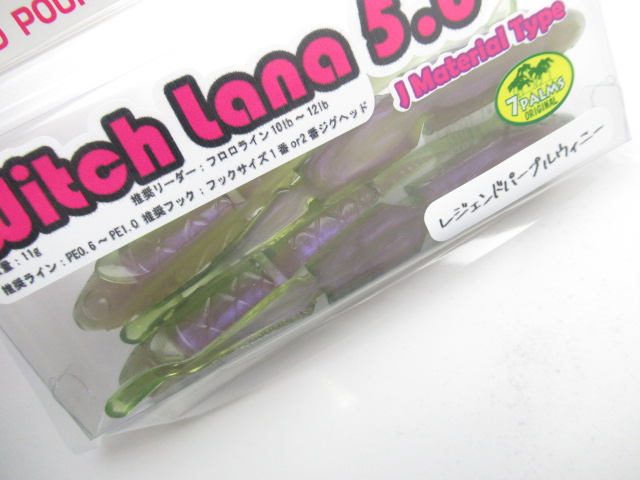 D POU
Witch Lana 5.0
J Material Type
7 PALMS
ORIGINAL
推奨リーダー：フロロライン10lb～12lb
量：11g
推奨ライン：PE0.6～PE1.0 推奨フック：フックサイズ1番or2番ジグヘッド
レジェンドパープルウィニー